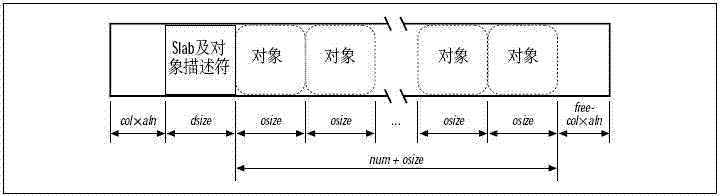 Slab及对
象描述符
对象 对象 对象 对象
free-
col×aln dsize osize osize ... osize osize col×aln
num + osize